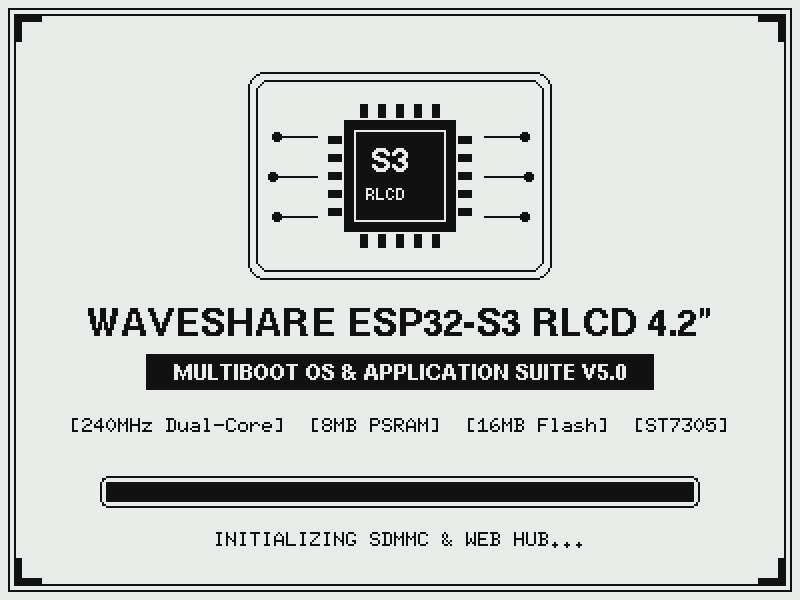 S3
RLCD
WAVESHARE ESP32-S3 RLCD 4.2"
MULTIBOOT OS & APPLICATION SUITE V5.0
[240MHz Dual-Core] [8MB PSRAM] [16MB Flash] [ST7305]
INITIALIZING SDMMC & WEB HUB...